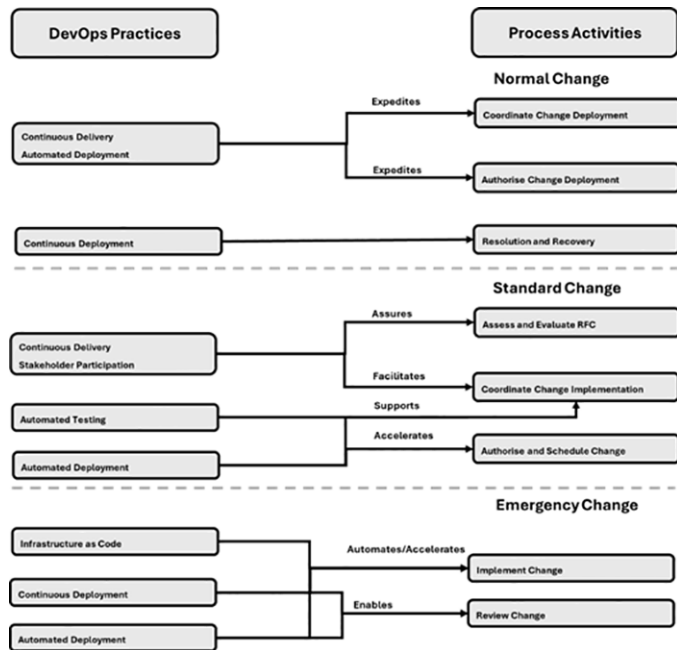 DevOps Practices
Process Activities
Normal Change
Expedites
Coordinate Change Deployment
Continuous Delivery
Automated Deployment
Expedites
Authorise Change Deployment
Continuous Deployment
Resolution and Recovery
Standard Change
Assures
Assess and Evaluate RFC
Continuous Delivery
Stakeholder Participation
Facilitates
Coordinate Change Implementation
Supports
Automated Testing
Accelerates
Authorise and Schedule Change
Automated Deployment
Emergency Change
Infrastructure as Code
Automates/Accelerates
Implement Change
Continuous Deployment
Enables
Review Change
Automated Deployment